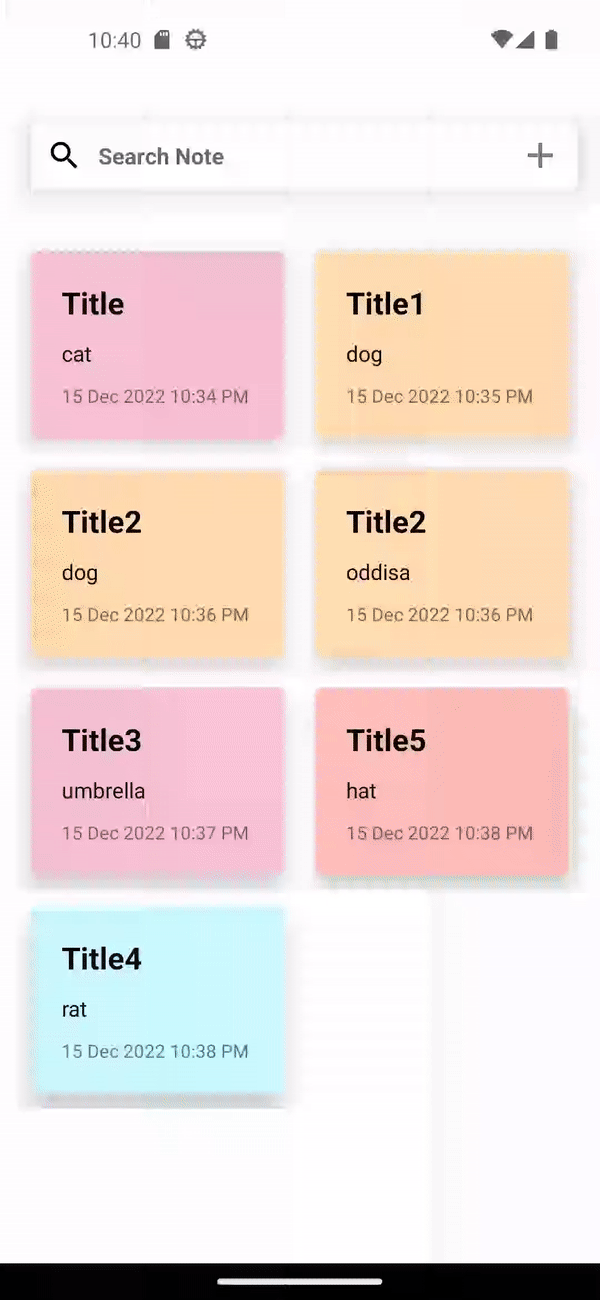 10:40
Search Note
Title
cat
15 Dec 2022 10:34 PM
Title1
dog
15 Dec 2022 10:35 PM
Title2
dog
15 Dec 2022 10:36 PM
Title2
oddisa
15 Dec 2022 10:36 PM
Title3
umbrella
15 Dec 2022 10:37 PM
Title5
hat
15 Dec 2022 10:38 PM
Title4
rat
15 Dec 2022 10:38 PM